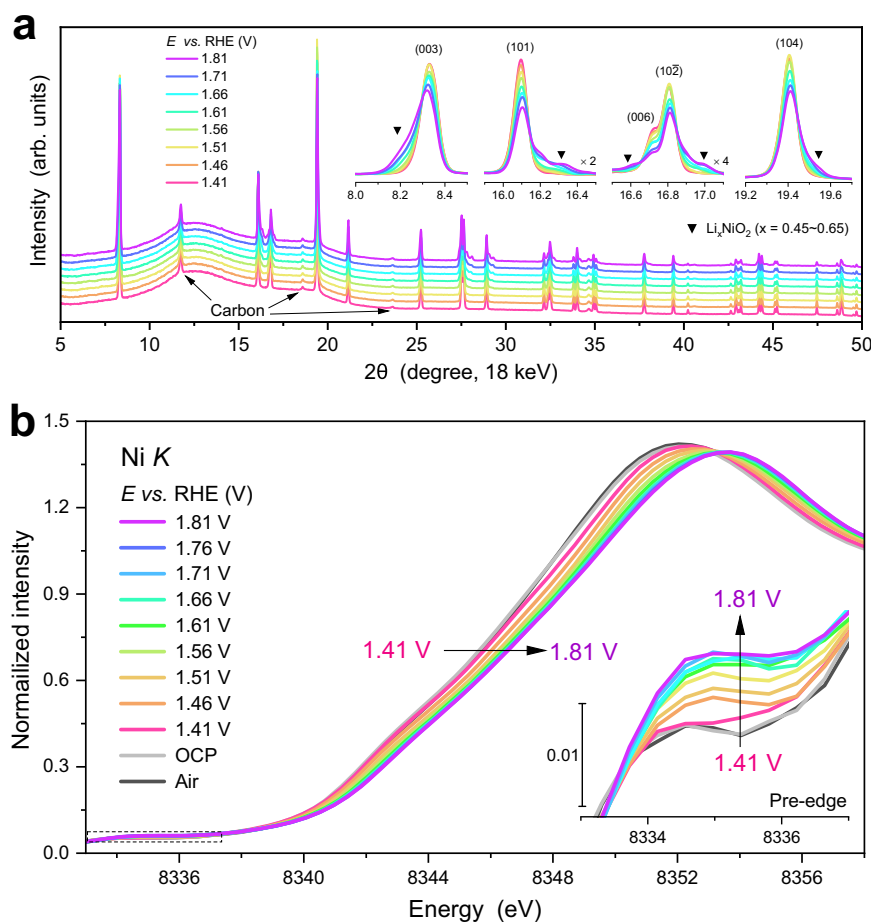 a
E vs. RHE (V)
1.81
1.71
1.66
1.61
1.56
1.51
1.46
1.41
(003)
(101)
(006)
(102̅)
(104)
× 2
× 4
8.0 8.2 8.4
16.0 16.2 16.4
16.6 16.8 17.0
19.2 19.4 19.6
▼ LiₓNiO₂ (x = 0.45~0.65)
Carbon
Intensity (arb. units)
5 10 15 20 25 30 35 40 45 50
2θ (degree, 18 keV)
b
Ni K
E vs. RHE (V)
1.81 V
1.76 V
1.71 V
1.66 V
1.61 V
1.56 V
1.51 V
1.46 V
1.41 V
OCP
Air
1.41 V
1.81 V
1.81 V
1.41 V
0.01
Pre-edge
8334 8336
Normailized intensity
1.5
1.2
0.9
0.6
0.3
0.0
8336 8340 8344 8348 8352 8356
Energy (eV)